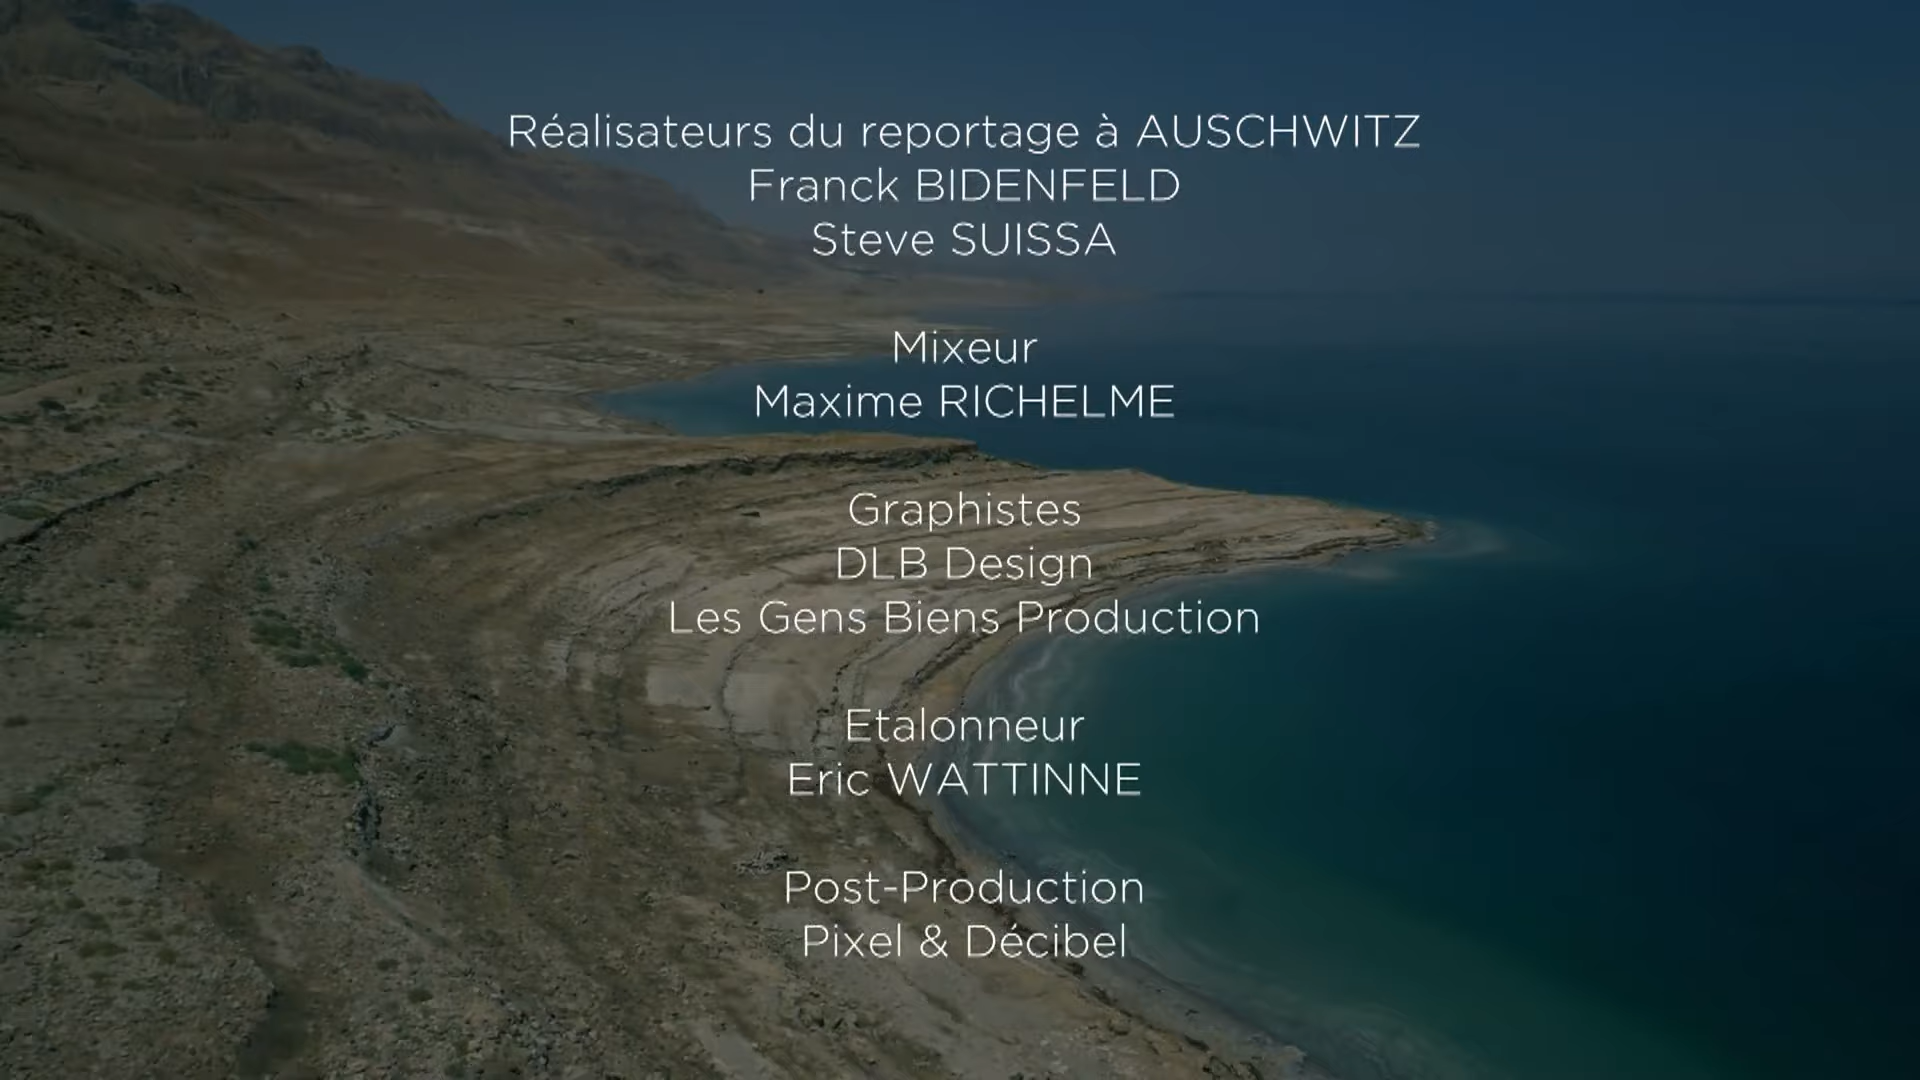 Réalisateurs du reportage à AUSCHWITZ
Franck BIDENFELD
Steve SUISSA
Mixeur
Maxime RICHELME
Graphistes
DLB Design
Les Gens Biens Production
Etalonneur
Eric WATTINNE
Post-Production
Pixel & Décibel